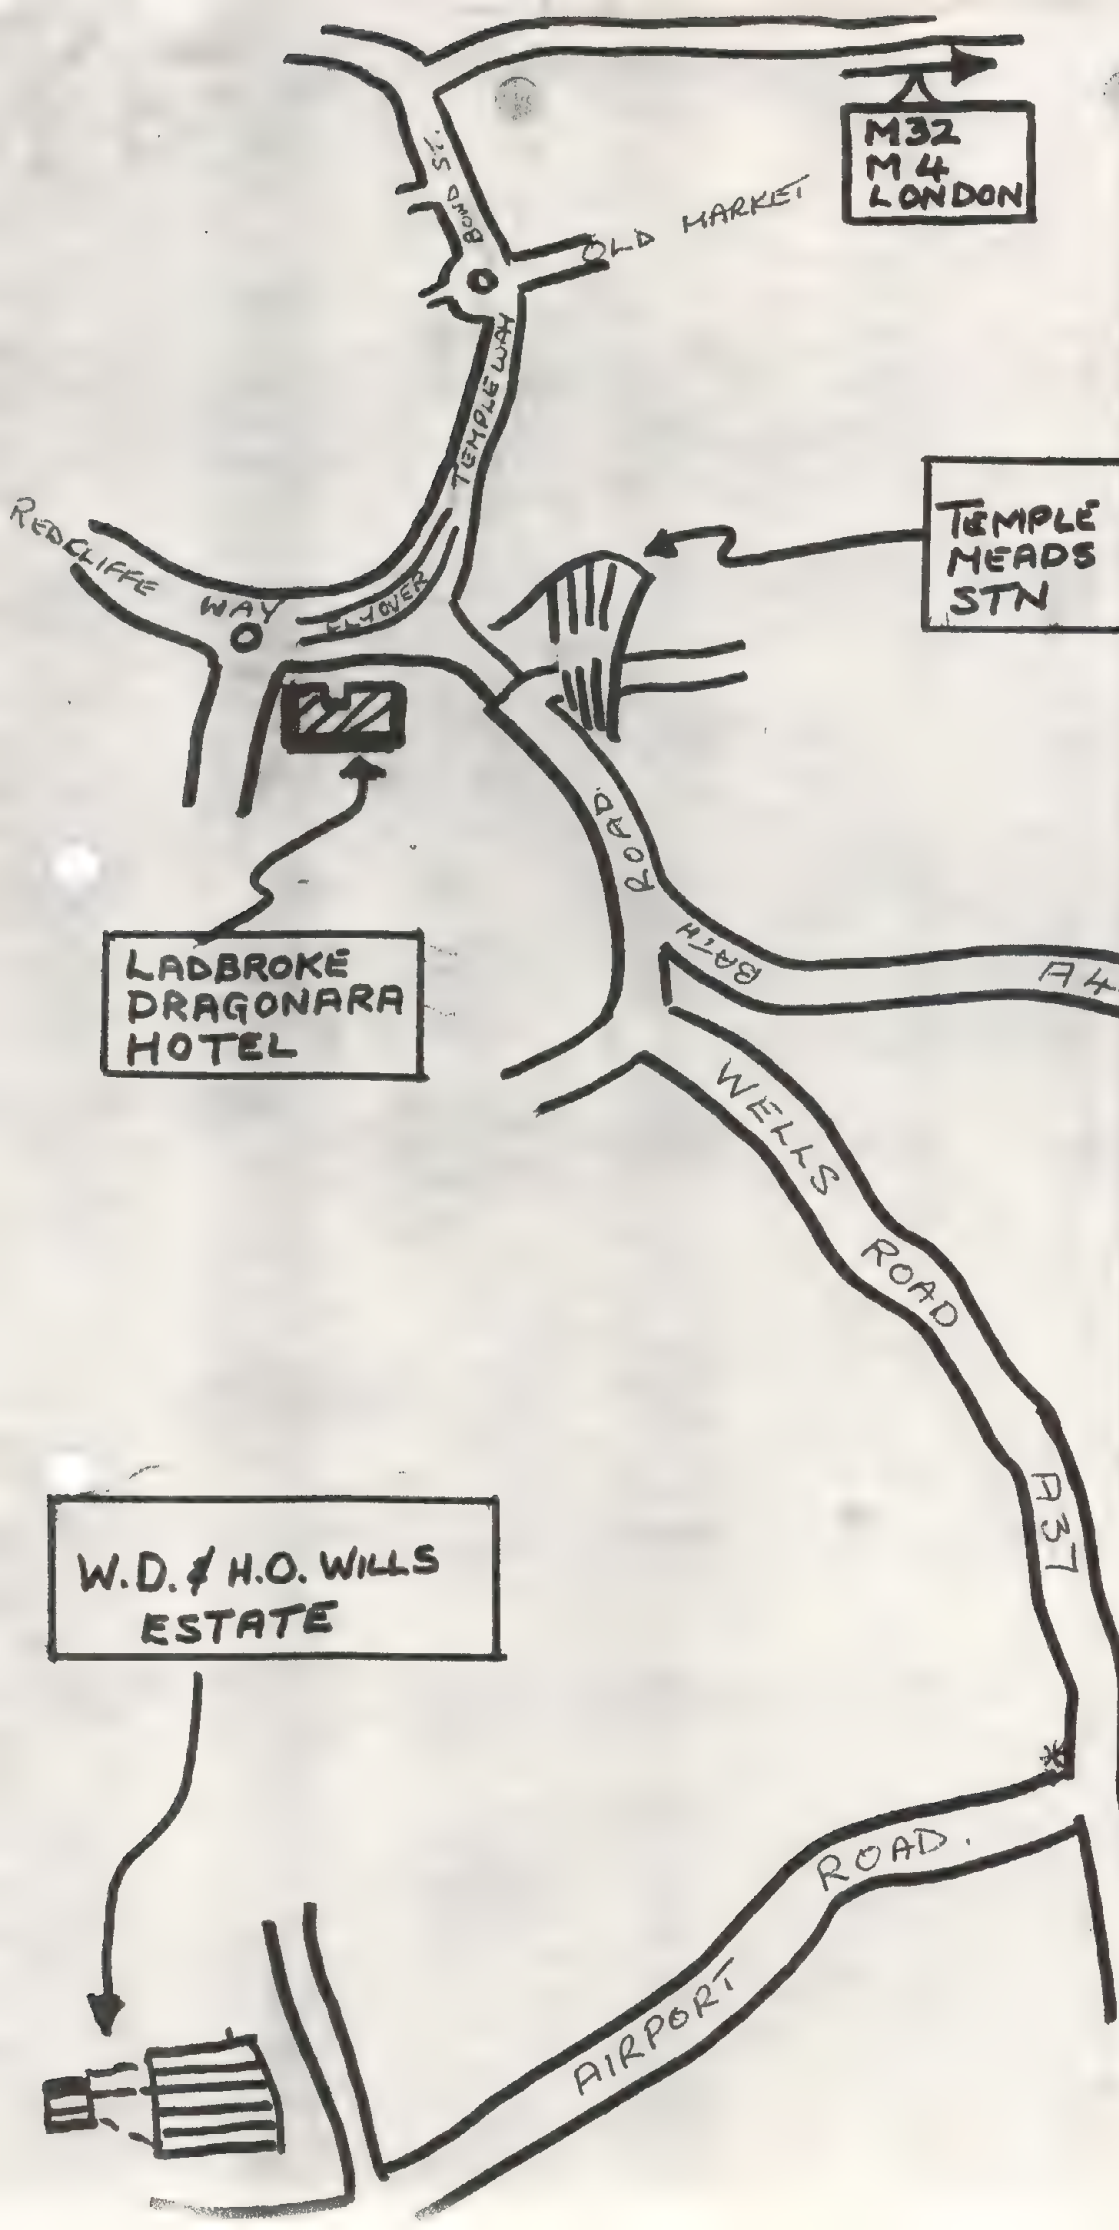 M32
M4
LONDON
BOND ST.
OLD MARKET
TEMPLE WAY
REDCLIFFE WAY
FLYOVER
TEMPLE
MEADS
STN
LADBROKE
DRAGONARA
HOTEL
BATH ROAD.
A4
WELLS ROAD
A37
W.D. & H.O. WILLS
ESTATE
AIRPORT ROAD.